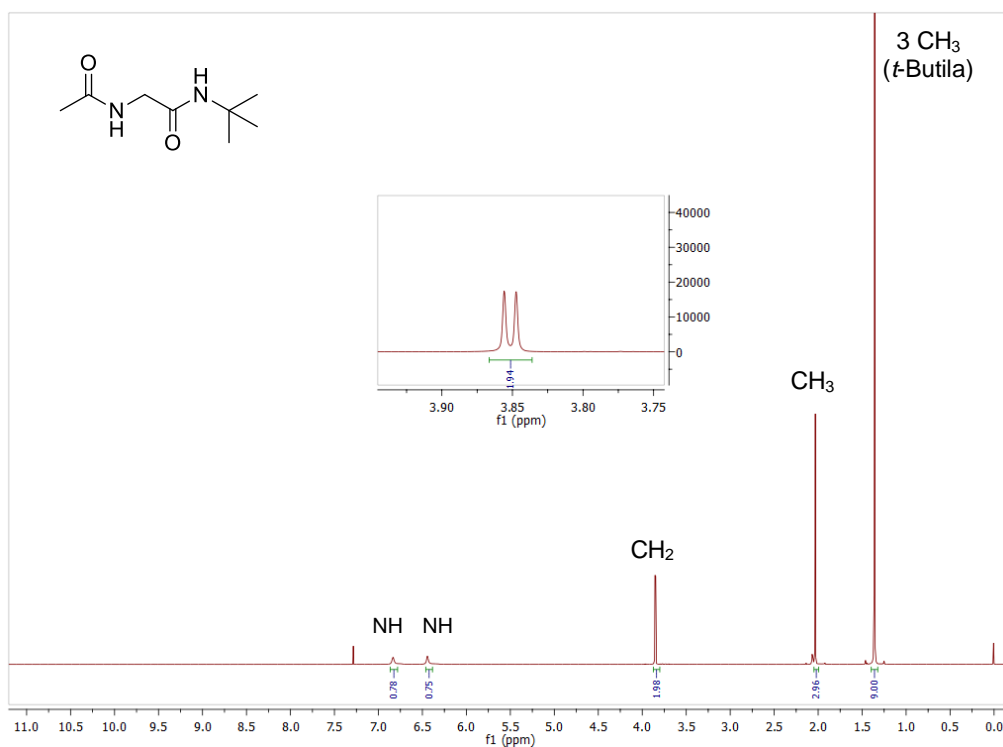 3 CH₃
(t-Butila)
O
H
N
N
H
O
40000
30000
20000
10000
0
1.94
3.90 3.85 3.80 3.75
f1 (ppm)
CH₃
CH₂
NH NH
0.78 0.75 1.98 2.96 9.00
11.0 10.5 10.0 9.5 9.0 8.5 8.0 7.5 7.0 6.5 6.0 5.5 5.0 4.5 4.0 3.5 3.0 2.5 2.0 1.5 1.0 0.5 0.0
f1 (ppm)